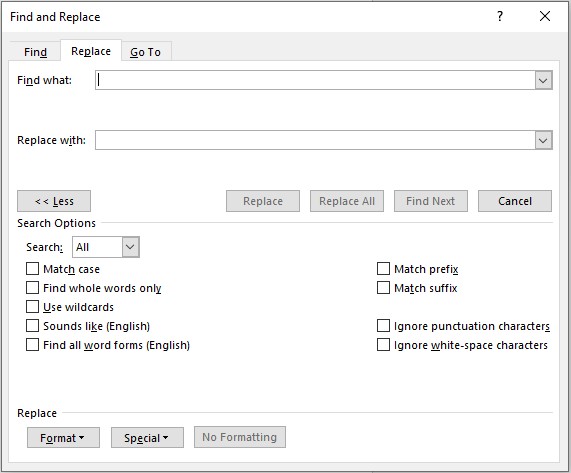 Find and Replace ? ×
Find Replace Go To
Find what:
Replace with:
<< Less Replace Replace All Find Next Cancel
Search Options
Search: All
Match case Match prefix
Find whole words only Match suffix
Use wildcards
Sounds like (English) Ignore punctuation characters
Find all word forms (English) Ignore white-space characters
Replace
Format Special No Formatting